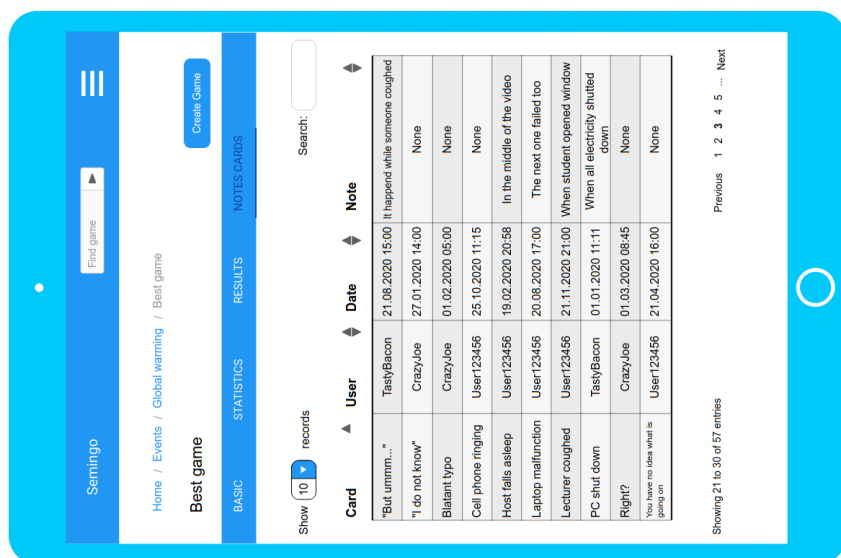 Semingo
Find game
Home / Events / Global warming / Best game
Best game
Create Game
BASIC STATISTICS RESULTS NOTES CARDS
Show 10 records Search:
Card User Date Note
"But ummm..." TastyBacon 21.08.2020 15:00 It happend while someone coughed
"I do not know" CrazyJoe 27.01.2020 14:00 None
Blatant typo CrazyJoe 01.02.2020 05:00 None
Cell phone ringing User123456 25.10.2020 11:15 None
Host falls asleep User123456 19.02.2020 20:58 In the middle of the video
Laptop malfunction User123456 20.08.2020 17:00 The next one failed too
Lecturer coughed User123456 21.11.2020 21:00 When student opened window
PC shut down TastyBacon 01.01.2020 11:11 When all electricity shutted
down
Right? CrazyJoe 01.03.2020 08:45 None
You have no idea what is
going on User123456 21.04.2020 16:00 None
Showing 21 to 30 of 57 entries Previous 1 2 3 4 5 ... Next